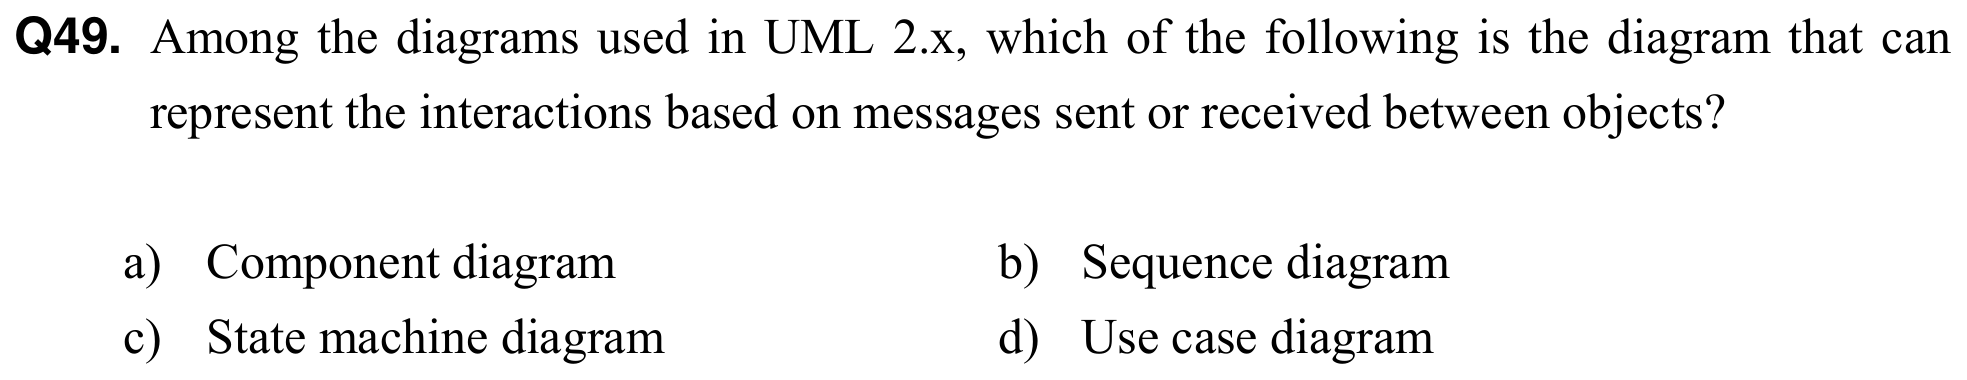 Q49. Among the diagrams used in UML 2.x, which of the following is the diagram that can
represent the interactions based on messages sent or received between objects?
a) Component diagram b) Sequence diagram
c) State machine diagram d) Use case diagram